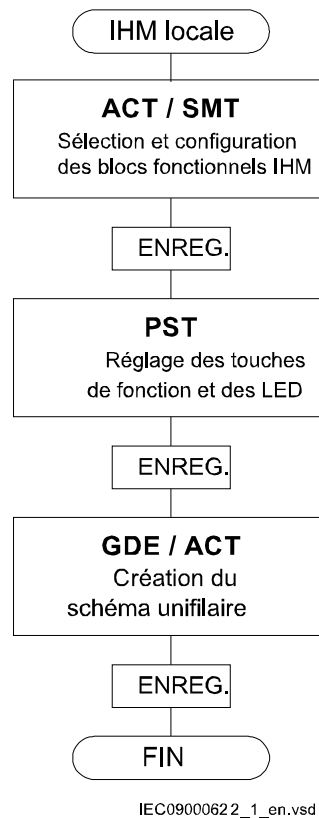 IHM locale
ACT / SMT
Sélection et configuration
des blocs fonctionnels IHM
ENREG.
PST
Réglage des touches
de fonction et des LED
ENREG.
GDE / ACT
Création du
schéma unifilaire
ENREG.
FIN
IEC09000622_1_en.vsd